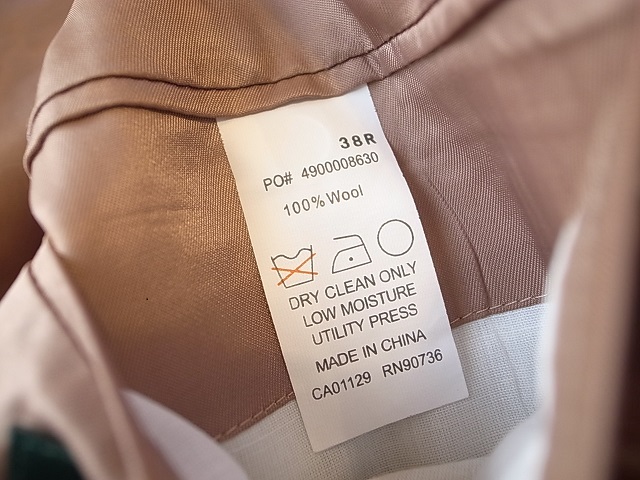 38R
PO# 4900008630
100% Wool
DRY CLEAN ONLY
LOW MOISTURE
UTILITY PRESS
MADE IN CHINA
CA01129 RN90736